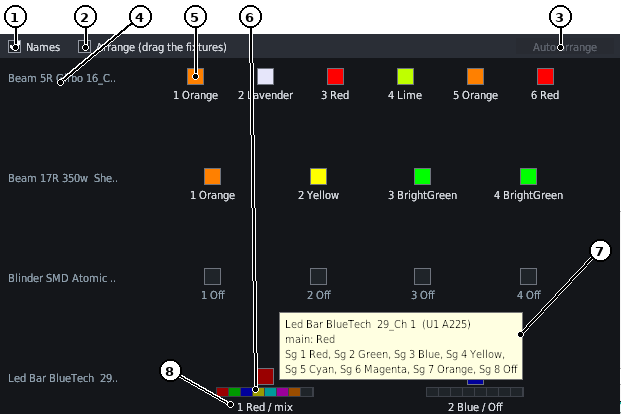 1 2 4 5 6 3
Names Arrange (drag the fixtures) Auto arrange
Beam 5R Turbo 16_C..
1 Orange 2 Lavender 3 Red 4 Lime 5 Orange 6 Red
Beam 17R 350w She..
1 Orange 2 Yellow 3 BrightGreen 4 BrightGreen
7
Blinder SMD Atomic ..
1 Off 2 Off 3 Off 4 Off
Led Bar BlueTech 29_Ch 1 (U1 A225)
main: Red
Sg 1 Red, Sg 2 Green, Sg 3 Blue, Sg 4 Yellow,
Sg 5 Cyan, Sg 6 Magenta, Sg 7 Orange, Sg 8 Off
8
Led Bar BlueTech 29..
1 Red / mix 2 Blue / Off